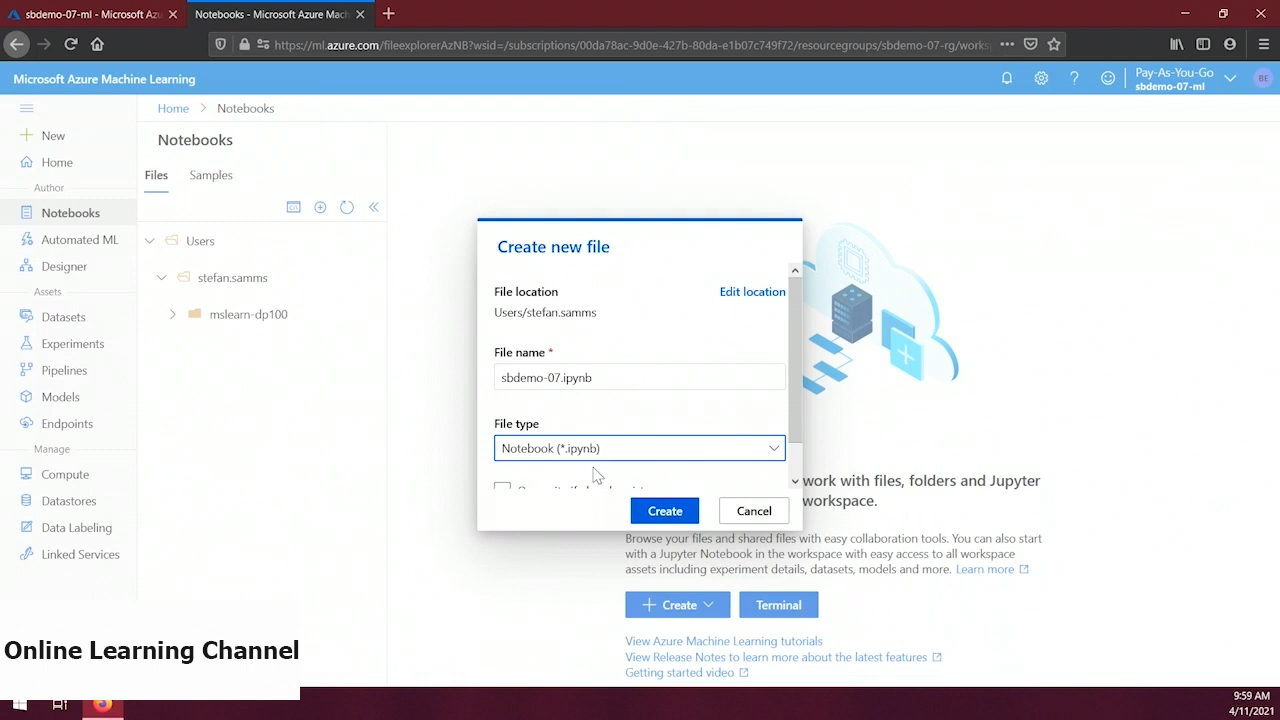 sbdemo-07-ml - Microsoft Az
Notebooks - Microsoft Azure Mach
https://ml.azure.com/fileexplorerAzNB?wsid=/subscriptions/00da78ac-9d0e-427b-80da-e1b07c749f72/resourcegroups/sbdemo-07-rg/works
Microsoft Azure Machine Learning
Pay-As-You-Go
sbdemo-07-ml
BE
New
Home
Author
Notebooks
Automated ML
Designer
Assets
Datasets
Experiments
Pipelines
Models
Endpoints
Manage
Compute
Datastores
Data Labeling
Linked Services
Home > Notebooks
Notebooks
Files Samples
Users
stefan.samms
mslearn-dp100
Create new file
File location Edit location
Users/stefan.samms
File name *
sbdemo-07.ipynb
File type
Notebook (*.ipynb)
Create Cancel
work with files, folders and Jupyter
workspace.
Browse your files and shared files with easy collaboration tools. You can also start
with a Jupyter Notebook in the workspace with easy access to all workspace
assets including experiment details, datasets, models and more. Learn more
Create Terminal
View Azure Machine Learning tutorials
View Release Notes to learn more about the latest features
Getting started video
Online Learning Channel
9:59 AM
4/11/2021